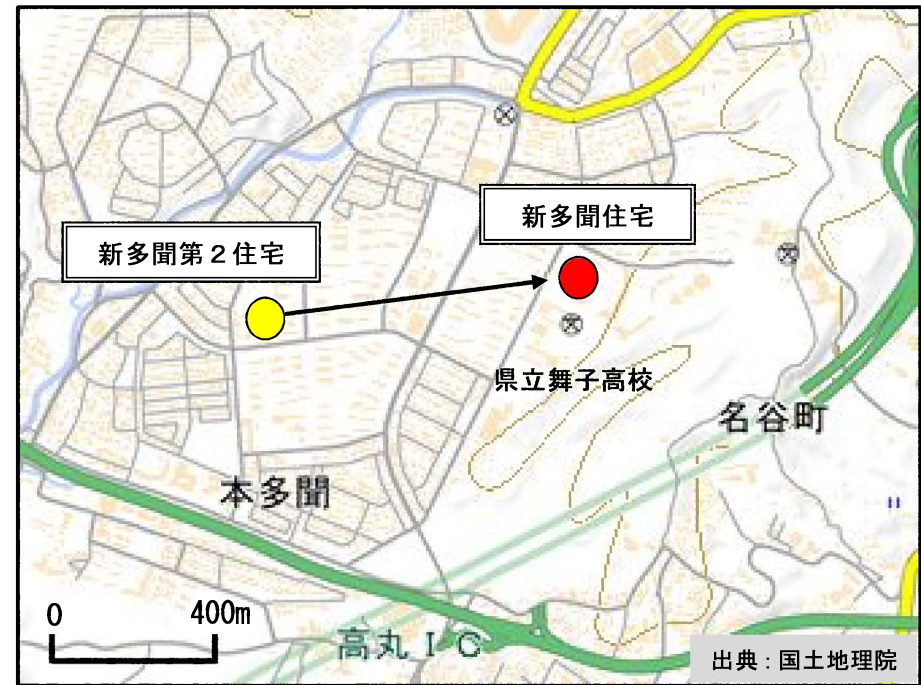 新多聞住宅
新多聞第２住宅
県立舞子高校
名谷町
本多聞
0 400m
高丸ＩＣ
出典：国土地理院